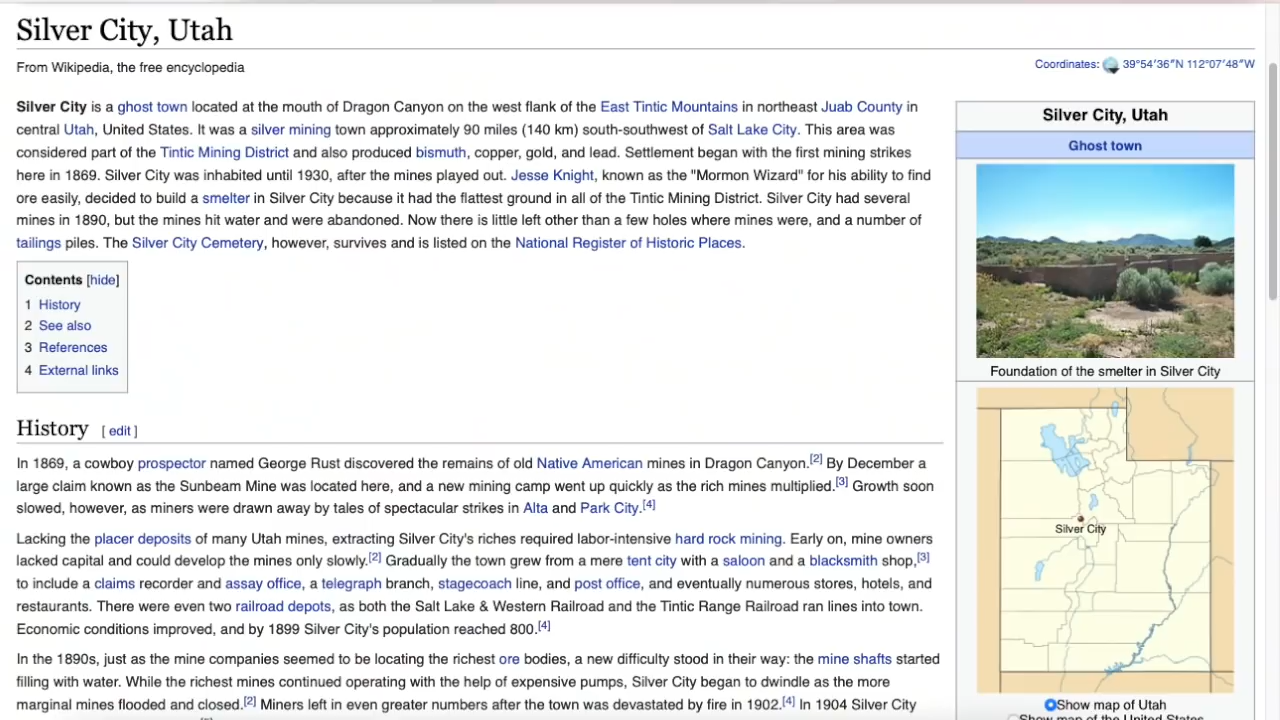 Silver City, Utah
From Wikipedia, the free encyclopedia
Coordinates: 39°54′36″N 112°07′48″W
Silver City is a ghost town located at the mouth of Dragon Canyon on the west flank of the East Tintic Mountains in northeast Juab County in
central Utah, United States. It was a silver mining town approximately 90 miles (140 km) south-southwest of Salt Lake City. This area was
considered part of the Tintic Mining District and also produced bismuth, copper, gold, and lead. Settlement began with the first mining strikes
here in 1869. Silver City was inhabited until 1930, after the mines played out. Jesse Knight, known as the "Mormon Wizard" for his ability to find
ore easily, decided to build a smelter in Silver City because it had the flattest ground in all of the Tintic Mining District. Silver City had several
mines in 1890, but the mines hit water and were abandoned. Now there is little left other than a few holes where mines were, and a number of
tailings piles. The Silver City Cemetery, however, survives and is listed on the National Register of Historic Places.
Contents [hide]
1 History
2 See also
3 References
4 External links
History [ edit ]
In 1869, a cowboy prospector named George Rust discovered the remains of old Native American mines in Dragon Canyon.[2] By December a
large claim known as the Sunbeam Mine was located here, and a new mining camp went up quickly as the rich mines multiplied.[3] Growth soon
slowed, however, as miners were drawn away by tales of spectacular strikes in Alta and Park City.[4]
Lacking the placer deposits of many Utah mines, extracting Silver City's riches required labor-intensive hard rock mining. Early on, mine owners
lacked capital and could develop the mines only slowly.[2] Gradually the town grew from a mere tent city with a saloon and a blacksmith shop,[3]
to include a claims recorder and assay office, a telegraph branch, stagecoach line, and post office, and eventually numerous stores, hotels, and
restaurants. There were even two railroad depots, as both the Salt Lake & Western Railroad and the Tintic Range Railroad ran lines into town.
Economic conditions improved, and by 1899 Silver City's population reached 800.[4]
In the 1890s, just as the mine companies seemed to be locating the richest ore bodies, a new difficulty stood in their way: the mine shafts started
filling with water. While the richest mines continued operating with the help of expensive pumps, Silver City began to dwindle as the more
marginal mines flooded and closed.[2] Miners left in even greater numbers after the town was devastated by fire in 1902.[4] In 1904 Silver City
Silver City, Utah
Ghost town
Foundation of the smelter in Silver City
Silver City
Show map of Utah
Show map of the United States